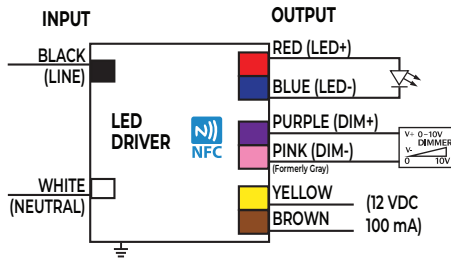 INPUT
OUTPUT
BLACK
(LINE)
WHITE
(NEUTRAL)
LED
DRIVER
N
NFC
RED (LED+)
BLUE (LED-)
PURPLE (DIM+)
PINK (DIM-)
(Formerly Gray)
YELLOW
BROWN
V+ 0-10V
DIMMER
V-
0 10V
(12 VDC
100 mA)